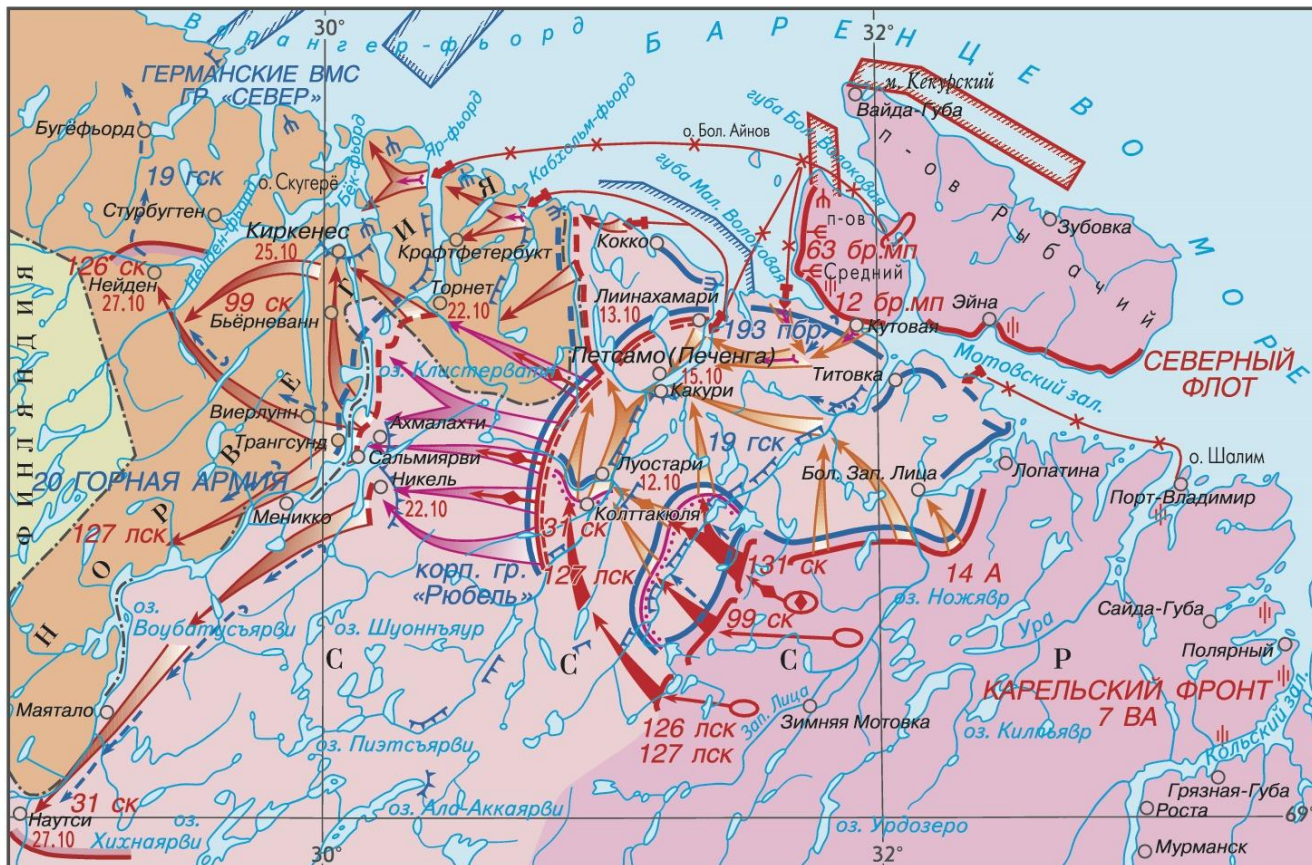 30°
32°
Варангер-фьорд
БАРЕНЦЕВО МОРЕ
ГЕРМАНСКИЕ ВМС
ГР. «СЕВЕР»
м. Кекурский
Вайда-Губа
п-ов Рыбачий
Бугёфьорд
Яр-фьорд
Кабхольм-фьорд
Бёк-фьорд
о. Бол. Айнов
губа Бол. Волоковая
губа Мал. Волоковая
19 гск
о. Скугерё
Стурбугтен
Нейден-фьорд
Киркенес
25.10
Крофтфетербукт
Кокко
п-ов
Средний
63 бр.мп
12 бр.мп
Зубовка
Эйна
126 ск
Нейден
27.10
99 ск
Бьёрневанн
Торнет
22.10
Лиинахамари
13.10
193 пбр
Кутовая
СЕВЕРНЫЙ
ФЛОТ
Мотовский зал.
ФИНЛЯНДИЯ
НОРВЕГИЯ
оз. Клистерватн
Петсамо (Печенга)
15.10
Какури
Титовка
Виерлунн
Трангсунд
Ахмалахти
Сальмиярви
19 гск
Луостари
12.10
Бол. Зап. Лица
Лопатина
о. Шалим
Порт-Владимир
20 ГОРНАЯ АРМИЯ
Никель
22.10
Меникко
Колттакюля
31 ск
127 лск
127 лск
131 ск
14 А
корп. гр.
«Рюбель»
99 ск
оз. Ножявр
оз.
Воубатусъярви
оз. Шуоннъяур
Ура
Сайда-Губа
Полярный
СССР
КАРЕЛЬСКИЙ ФРОНТ
7 ВА
Маятало
126 лск
127 лск
Зап. Лица
Зимняя Мотовка
оз. Килпъявр
Кольский зал.
оз. Пиэтсъярви
31 ск
Наутси
27.10
оз.
Хихнаярви
оз. Ала-Аккаярви
оз. Урдозеро
Грязная-Губа
Роста
69°
Мурманск
30°
32°